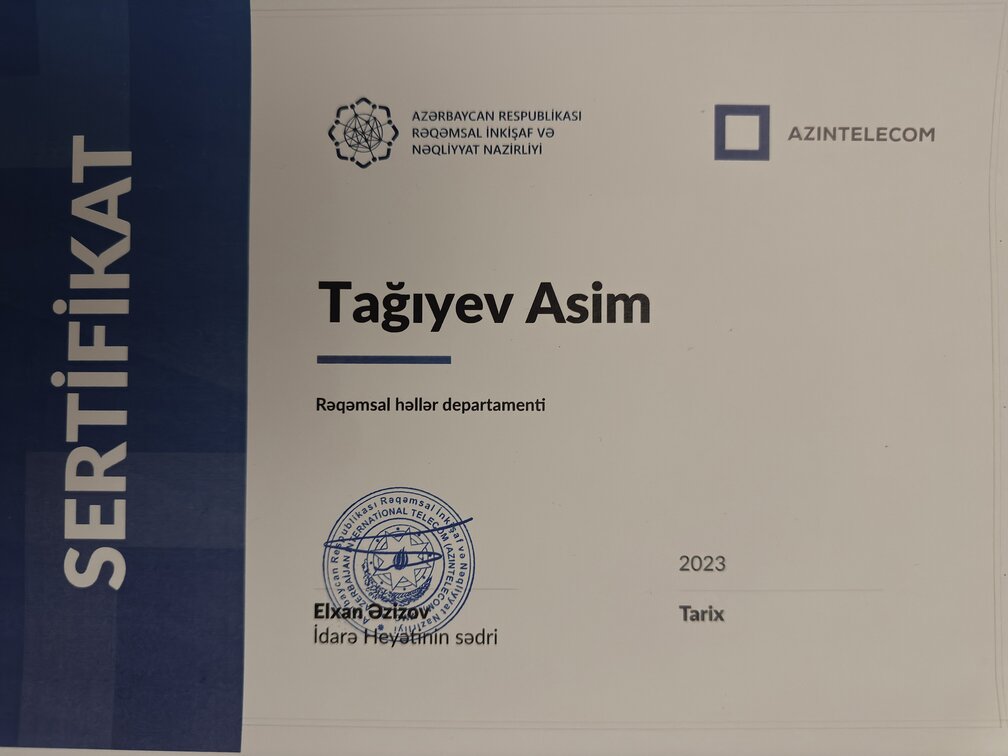 SERTİFİKAT
AZƏRBAYCAN RESPUBLİKASI
RƏQƏMSAL İNKİŞAF VƏ
NƏQLİYYAT NAZİRLİYİ
AZINTELECOM
Tağıyev Asim
Rəqəmsal həllər departamenti
Azərbaycan Respublikası Rəqəmsal İnkişaf və Nəqliyyat Nazirliyi
AZERBAIJAN INTERNATIONAL TELECOM (AZINTELECOM)
2023
Elxan Əzizov
İdarə Heyətinin sədri
Tarix